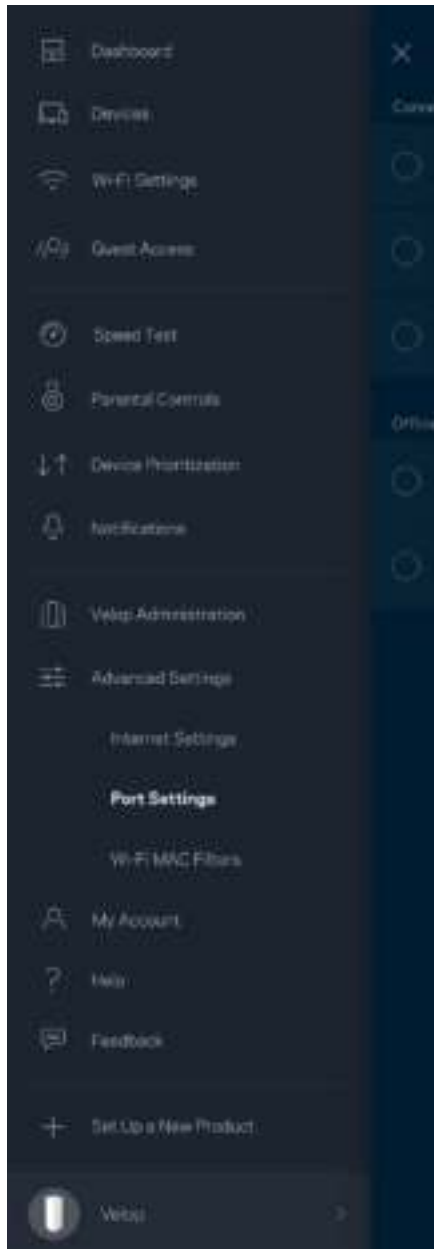 Dashboard
Devices
Wi-Fi Settings
Guest Access
Speed Test
Parental Controls
Device Prioritization
Notifications
Velop Administration
Advanced Settings
Internet Settings
Port Settings
Wi-Fi MAC Filters
My Account
Help
Feedback
Set Up a New Product
Velop
Office